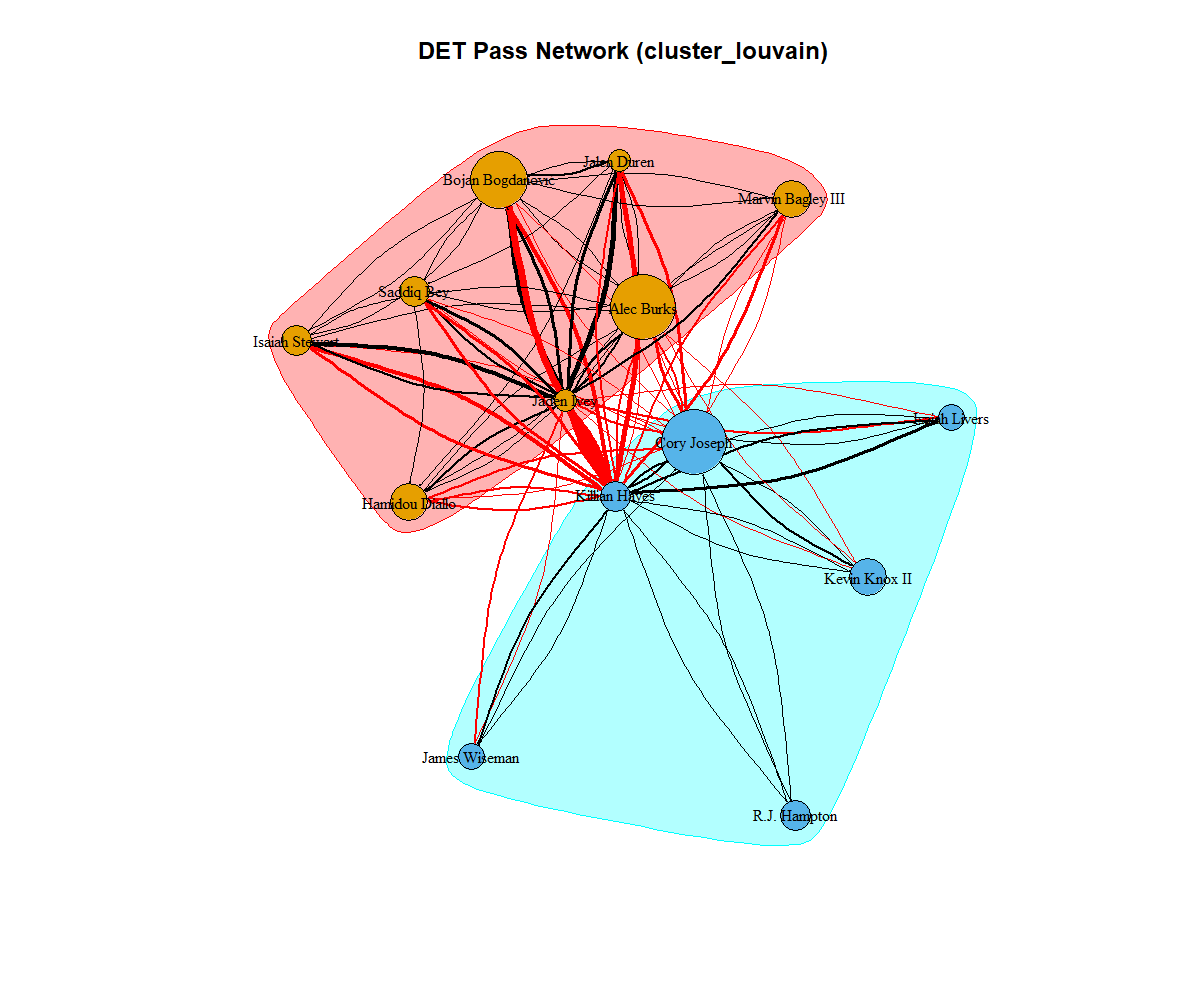 DET Pass Network (cluster_louvain)
Jalen Duren
Bojan Bogdanovic
Marvin Bagley III
Saddiq Bey
Alec Burks
Isaiah Stewart
Jaden Ivey
Isaiah Livers
Cory Joseph
Killian Hayes
Hamidou Diallo
Kevin Knox II
James Wiseman
R.J. Hampton